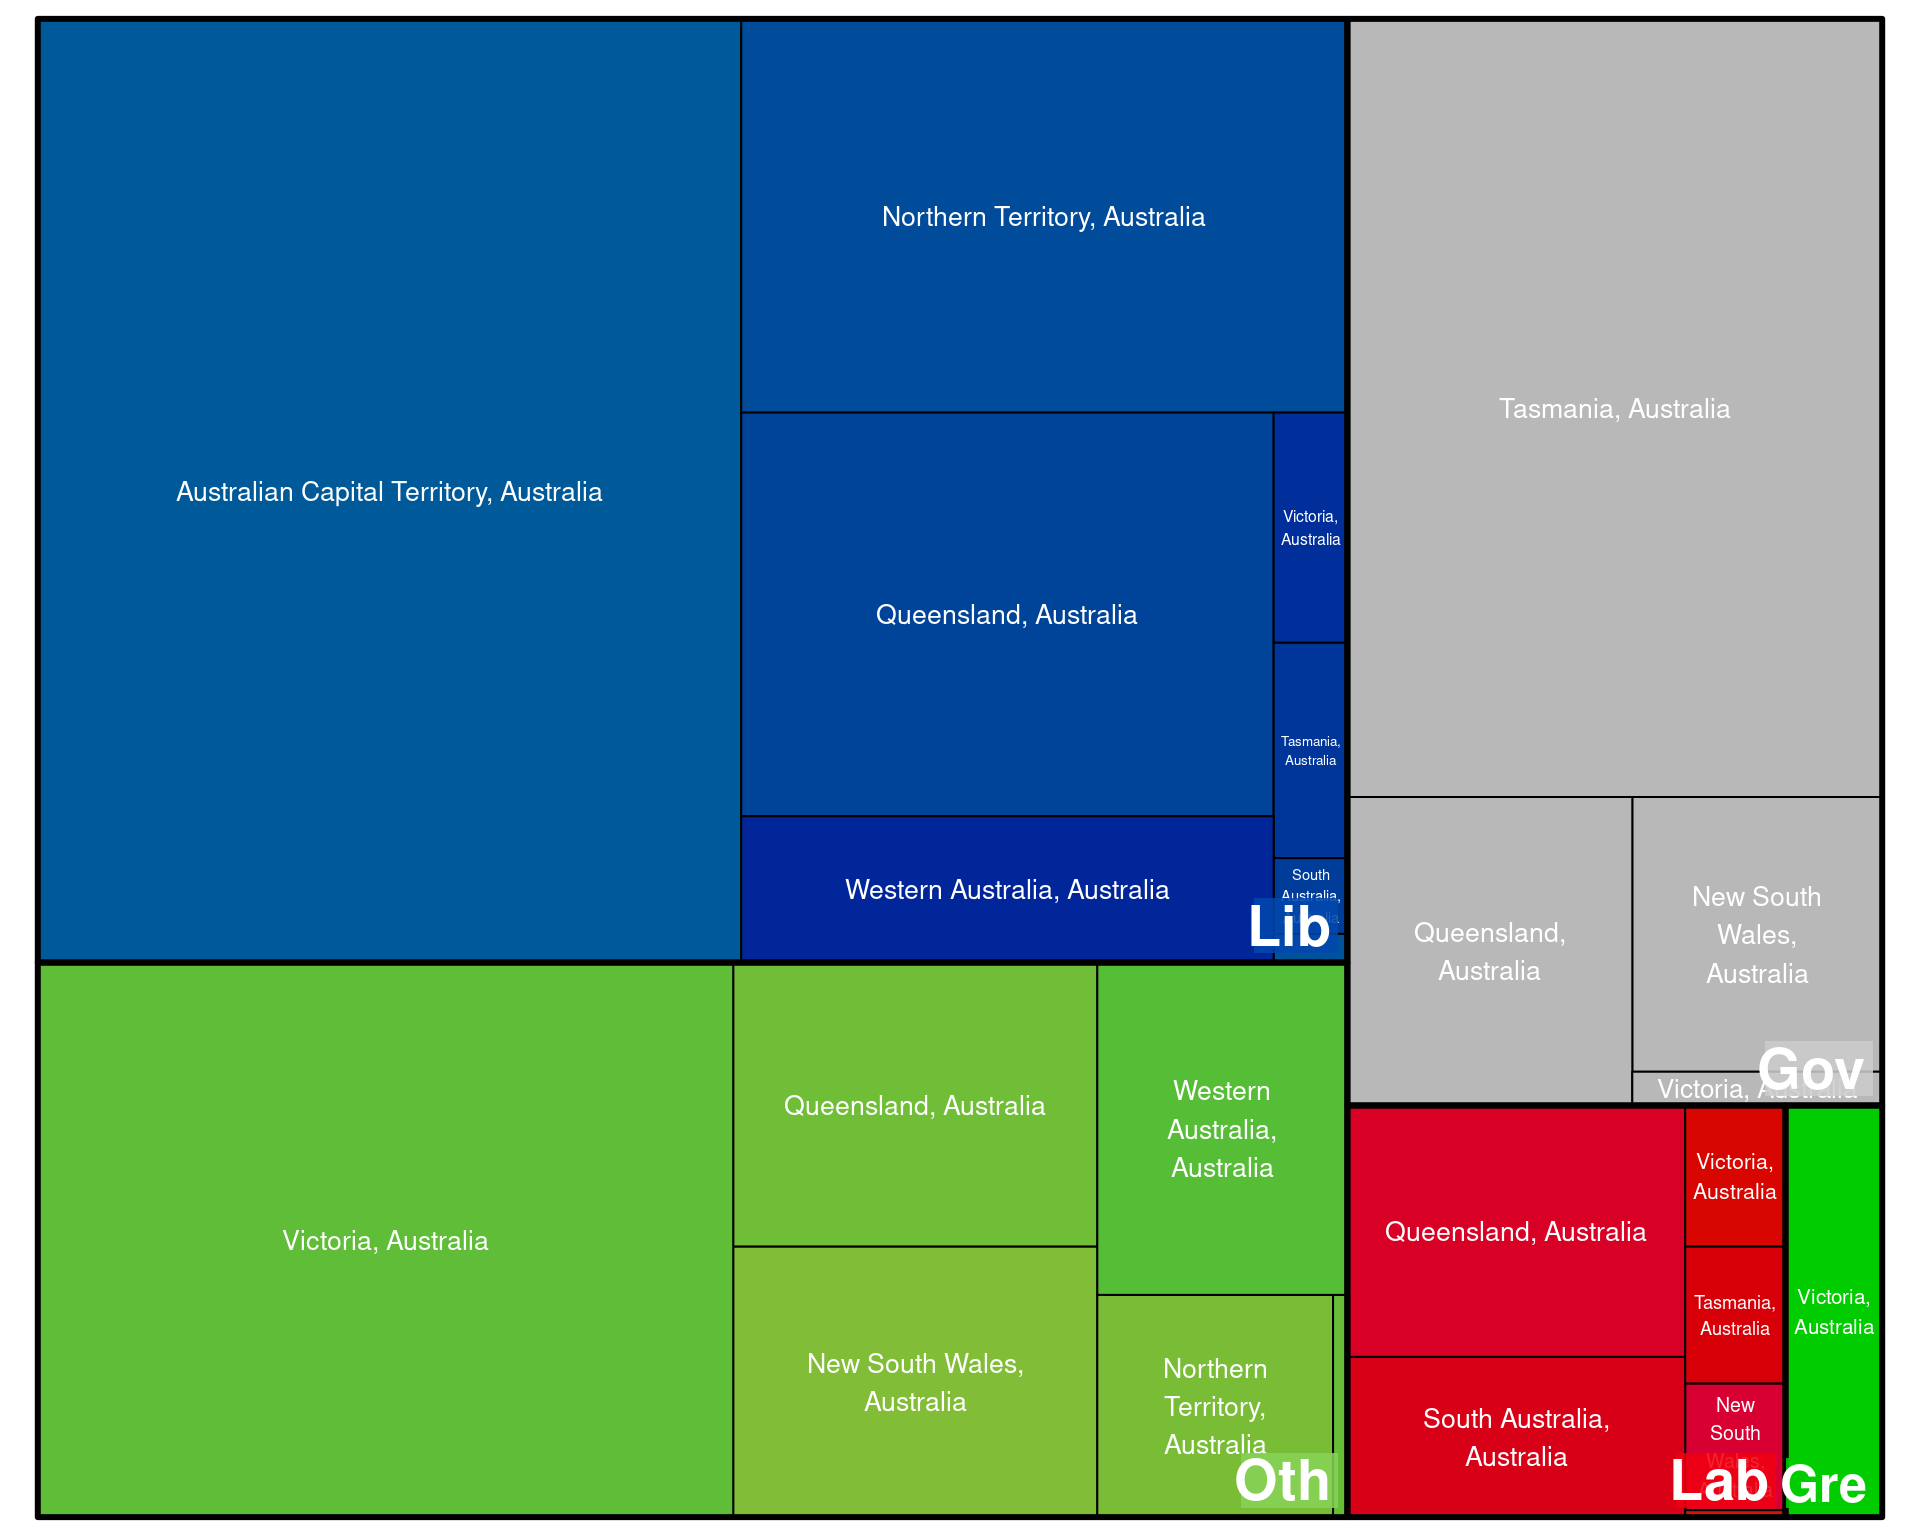 Australian Capital Territory, Australia
Northern Territory, Australia
Queensland, Australia
Victoria,
Australia
Tasmania,
Australia
South
Australia,
Western Australia, Australia
Lib
Tasmania, Australia
Queensland,
Australia
New South
Wales,
Australia
Victoria, Australia
Gov
Victoria, Australia
Queensland, Australia
New South Wales,
Australia
Western
Australia,
Australia
Northern
Territory,
Australia
Oth
Queensland, Australia
South Australia,
Australia
Victoria,
Australia
Tasmania,
Australia
New
South
Wales,
Lab
Victoria,
Australia
Gre